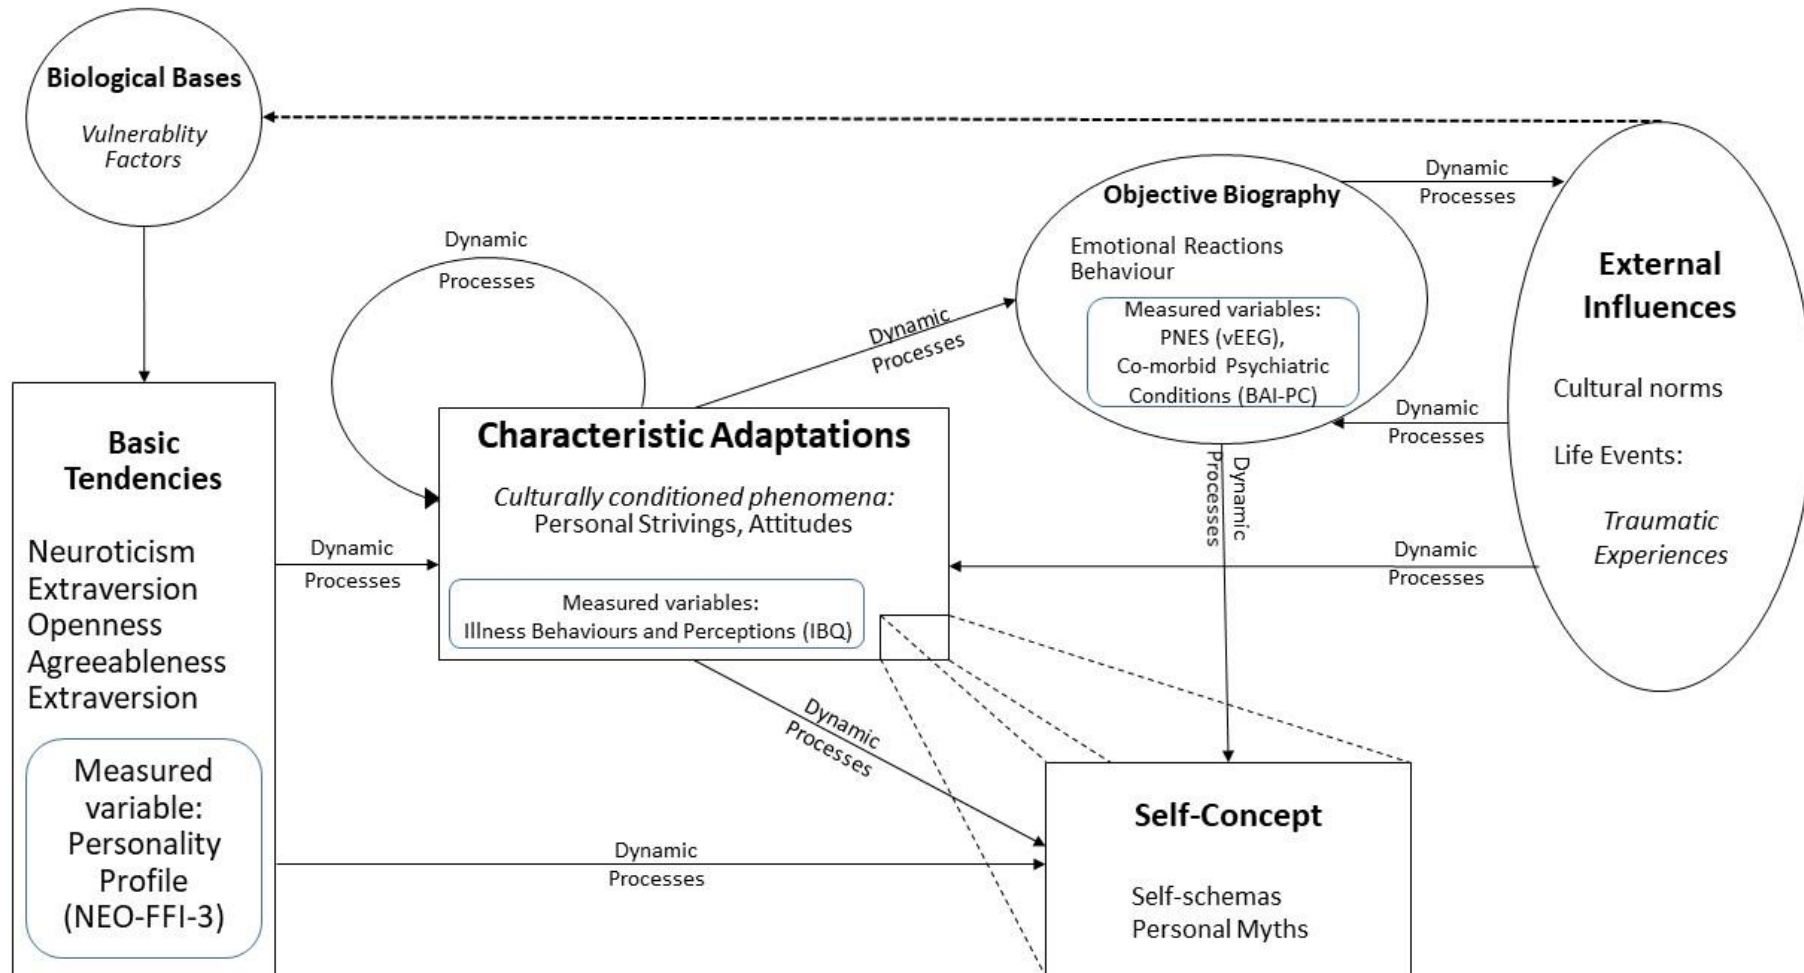 Biological Bases
Vulnerablity
Factors
Basic
Tendencies
Neuroticism
Extraversion
Openness
Agreeableness
Extraversion
Measured
variable:
Personality
Profile
(NEO-FFI-3)
Dynamic
Processes
Dynamic
Processes
Characteristic Adaptations
Culturally conditioned phenomena:
Personal Strivings, Attitudes
Measured variables:
Illness Behaviours and Perceptions (IBQ)
Dynamic
Processes
Objective Biography
Emotional Reactions
Behaviour
Measured variables:
PNES (vEEG),
Co-morbid Psychiatric
Conditions (BAI-PC)
Dynamic
Processes
Dynamic
Processes
Dynamic
Processes
Dynamic
Processes
External
Influences
Cultural norms
Life Events:
Traumatic
Experiences
Dynamic
Processes
Dynamic
Processes
Self-Concept
Self-schemas
Personal Myths